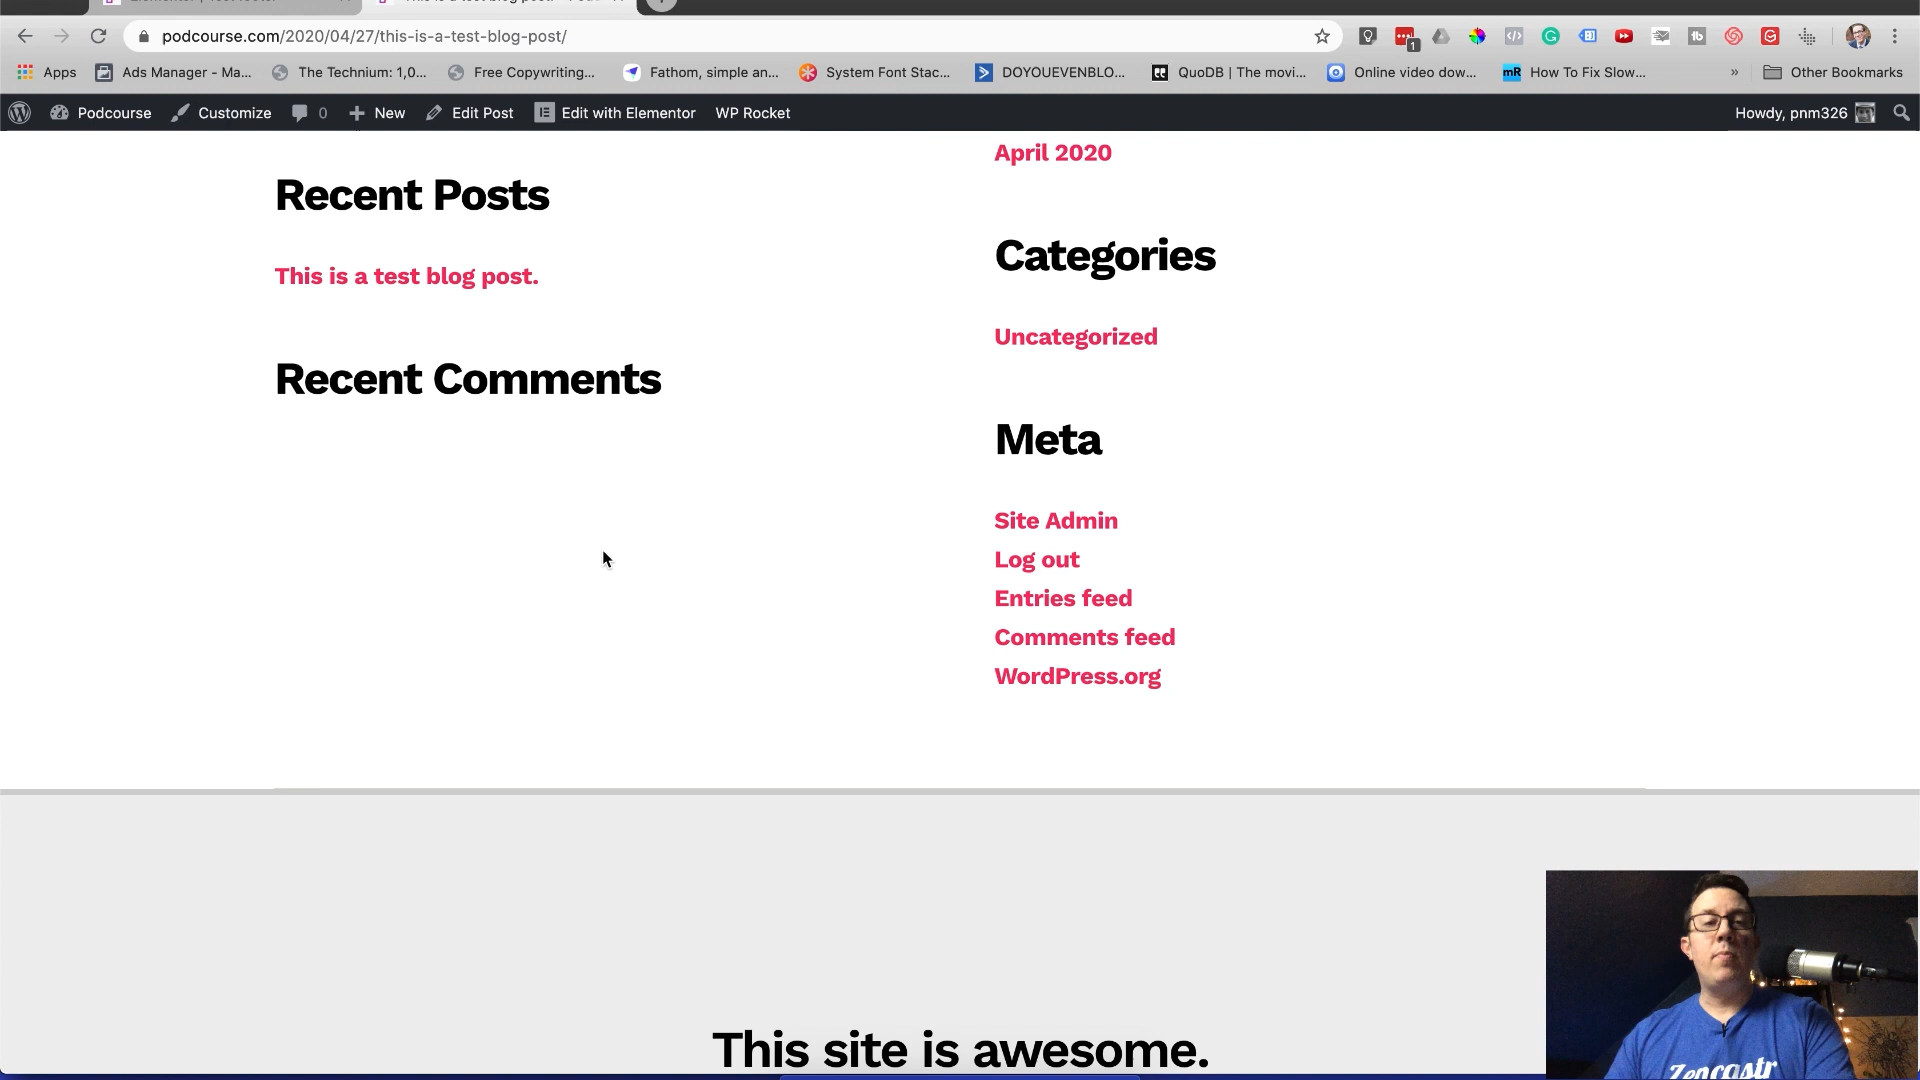 podcourse.com/2020/04/27/this-is-a-test-blog-post/
1
Apps
Ads Manager - Ma...
The Technium: 1,0...
Free Copywriting...
Fathom, simple an...
System Font Stac...
DOYOUEVENBLO...
QuoDB | The movi...
Online video dow...
mR How To Fix Slow...
»
Other Bookmarks
Podcourse
Customize
0
New
Edit Post
Edit with Elementor
WP Rocket
Howdy, pnm326
Recent Posts
This is a test blog post.
Recent Comments
April 2020
Categories
Uncategorized
Meta
Site Admin
Log out
Entries feed
Comments feed
WordPress.org
This site is awesome.
Zencastr